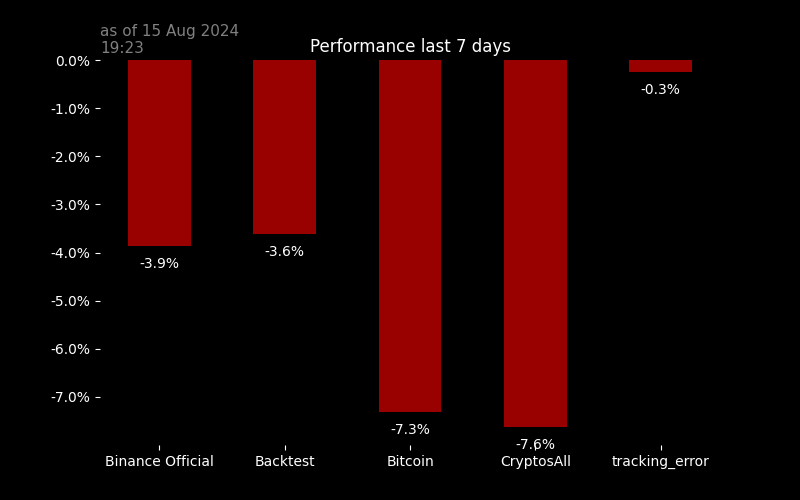 as of 15 Aug 2024
19:23
Performance last 7 days
0.0%
-1.0%
-2.0%
-3.0%
-4.0%
-5.0%
-6.0%
-7.0%
-3.9%
-3.6%
-7.3%
-7.6%
-0.3%
Binance Official
Backtest
Bitcoin
CryptosAll
tracking_error